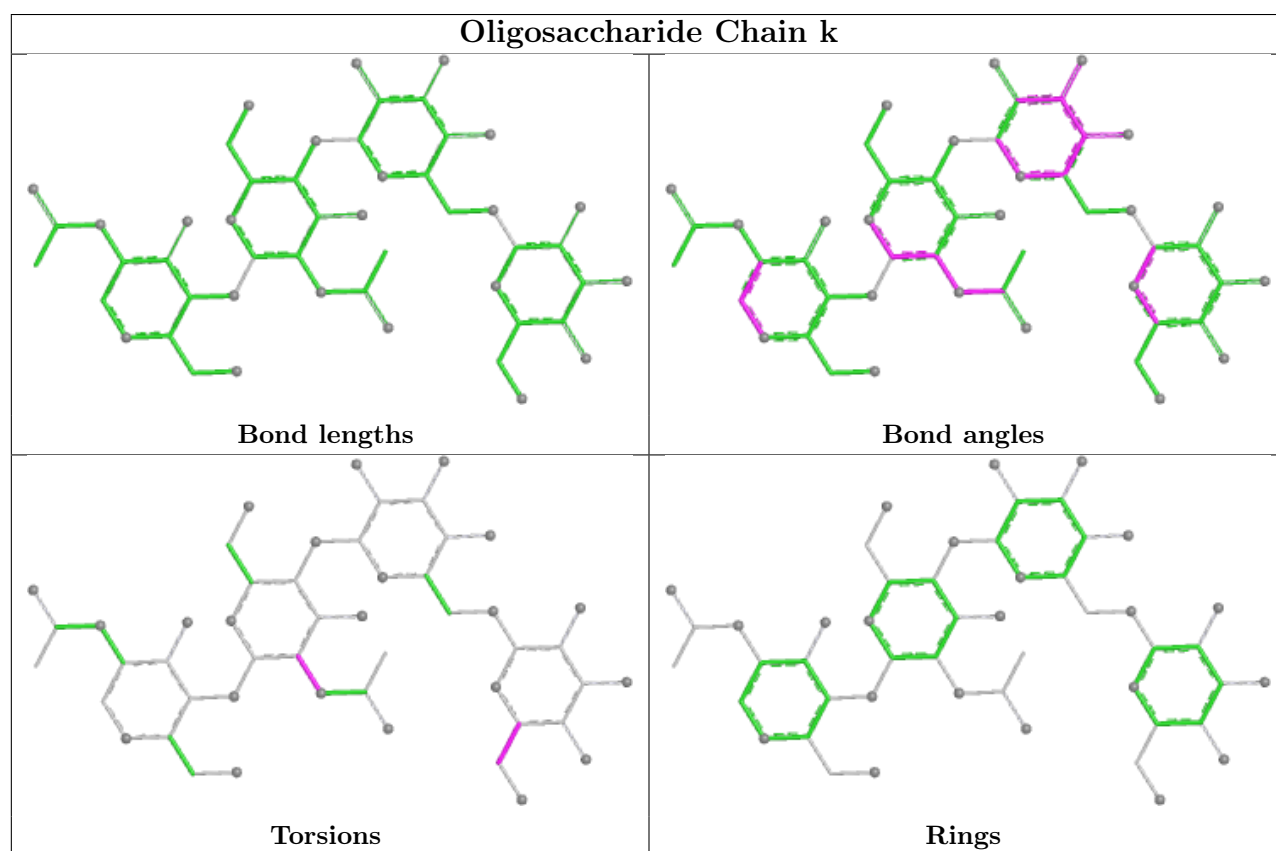 Oligosaccharide Chain k
Bond lengths
Bond angles
Torsions
Rings